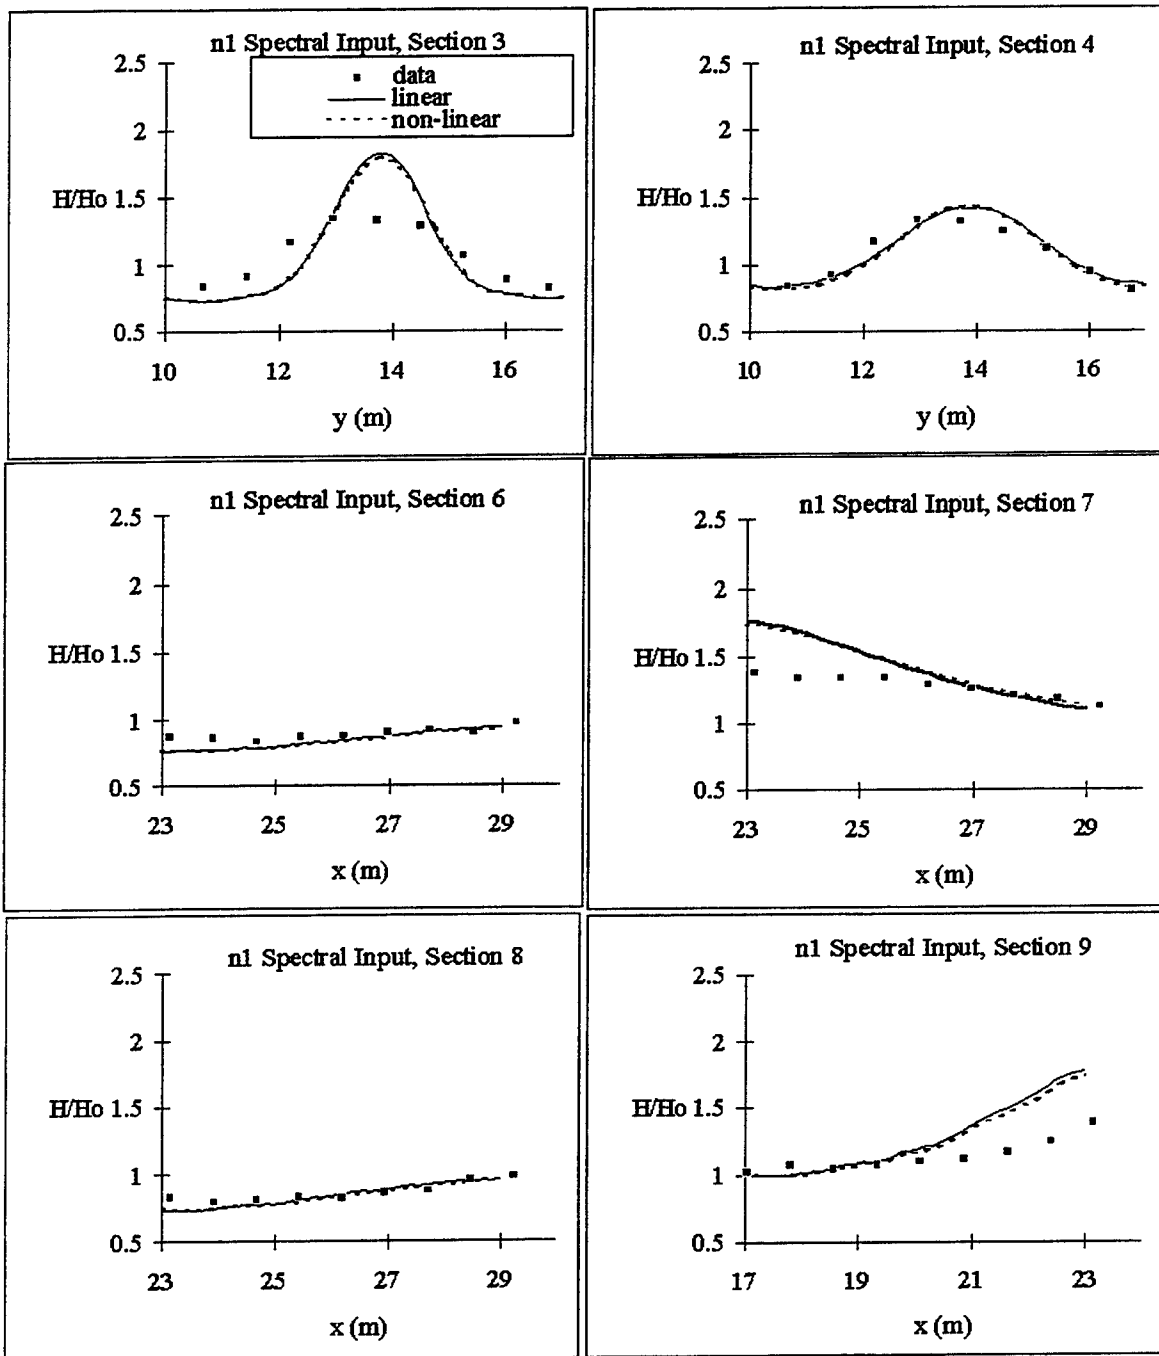 n1 Spectral Input, Section 3
2.5
data
linear
non-linear
2
H/Ho 1.5
1
0.5
10 12 14 16
y (m)
n1 Spectral Input, Section 4
2.5
2
H/Ho 1.5
1
0.5
10 12 14 16
y (m)
n1 Spectral Input, Section 6
2.5
2
H/Ho 1.5
1
0.5
23 25 27 29
x (m)
n1 Spectral Input, Section 7
2.5
2
H/Ho 1.5
1
0.5
23 25 27 29
x (m)
n1 Spectral Input, Section 8
2.5
2
H/Ho 1.5
1
0.5
23 25 27 29
x (m)
n1 Spectral Input, Section 9
2.5
2
H/Ho 1.5
1
0.5
17 19 21 23
x (m)